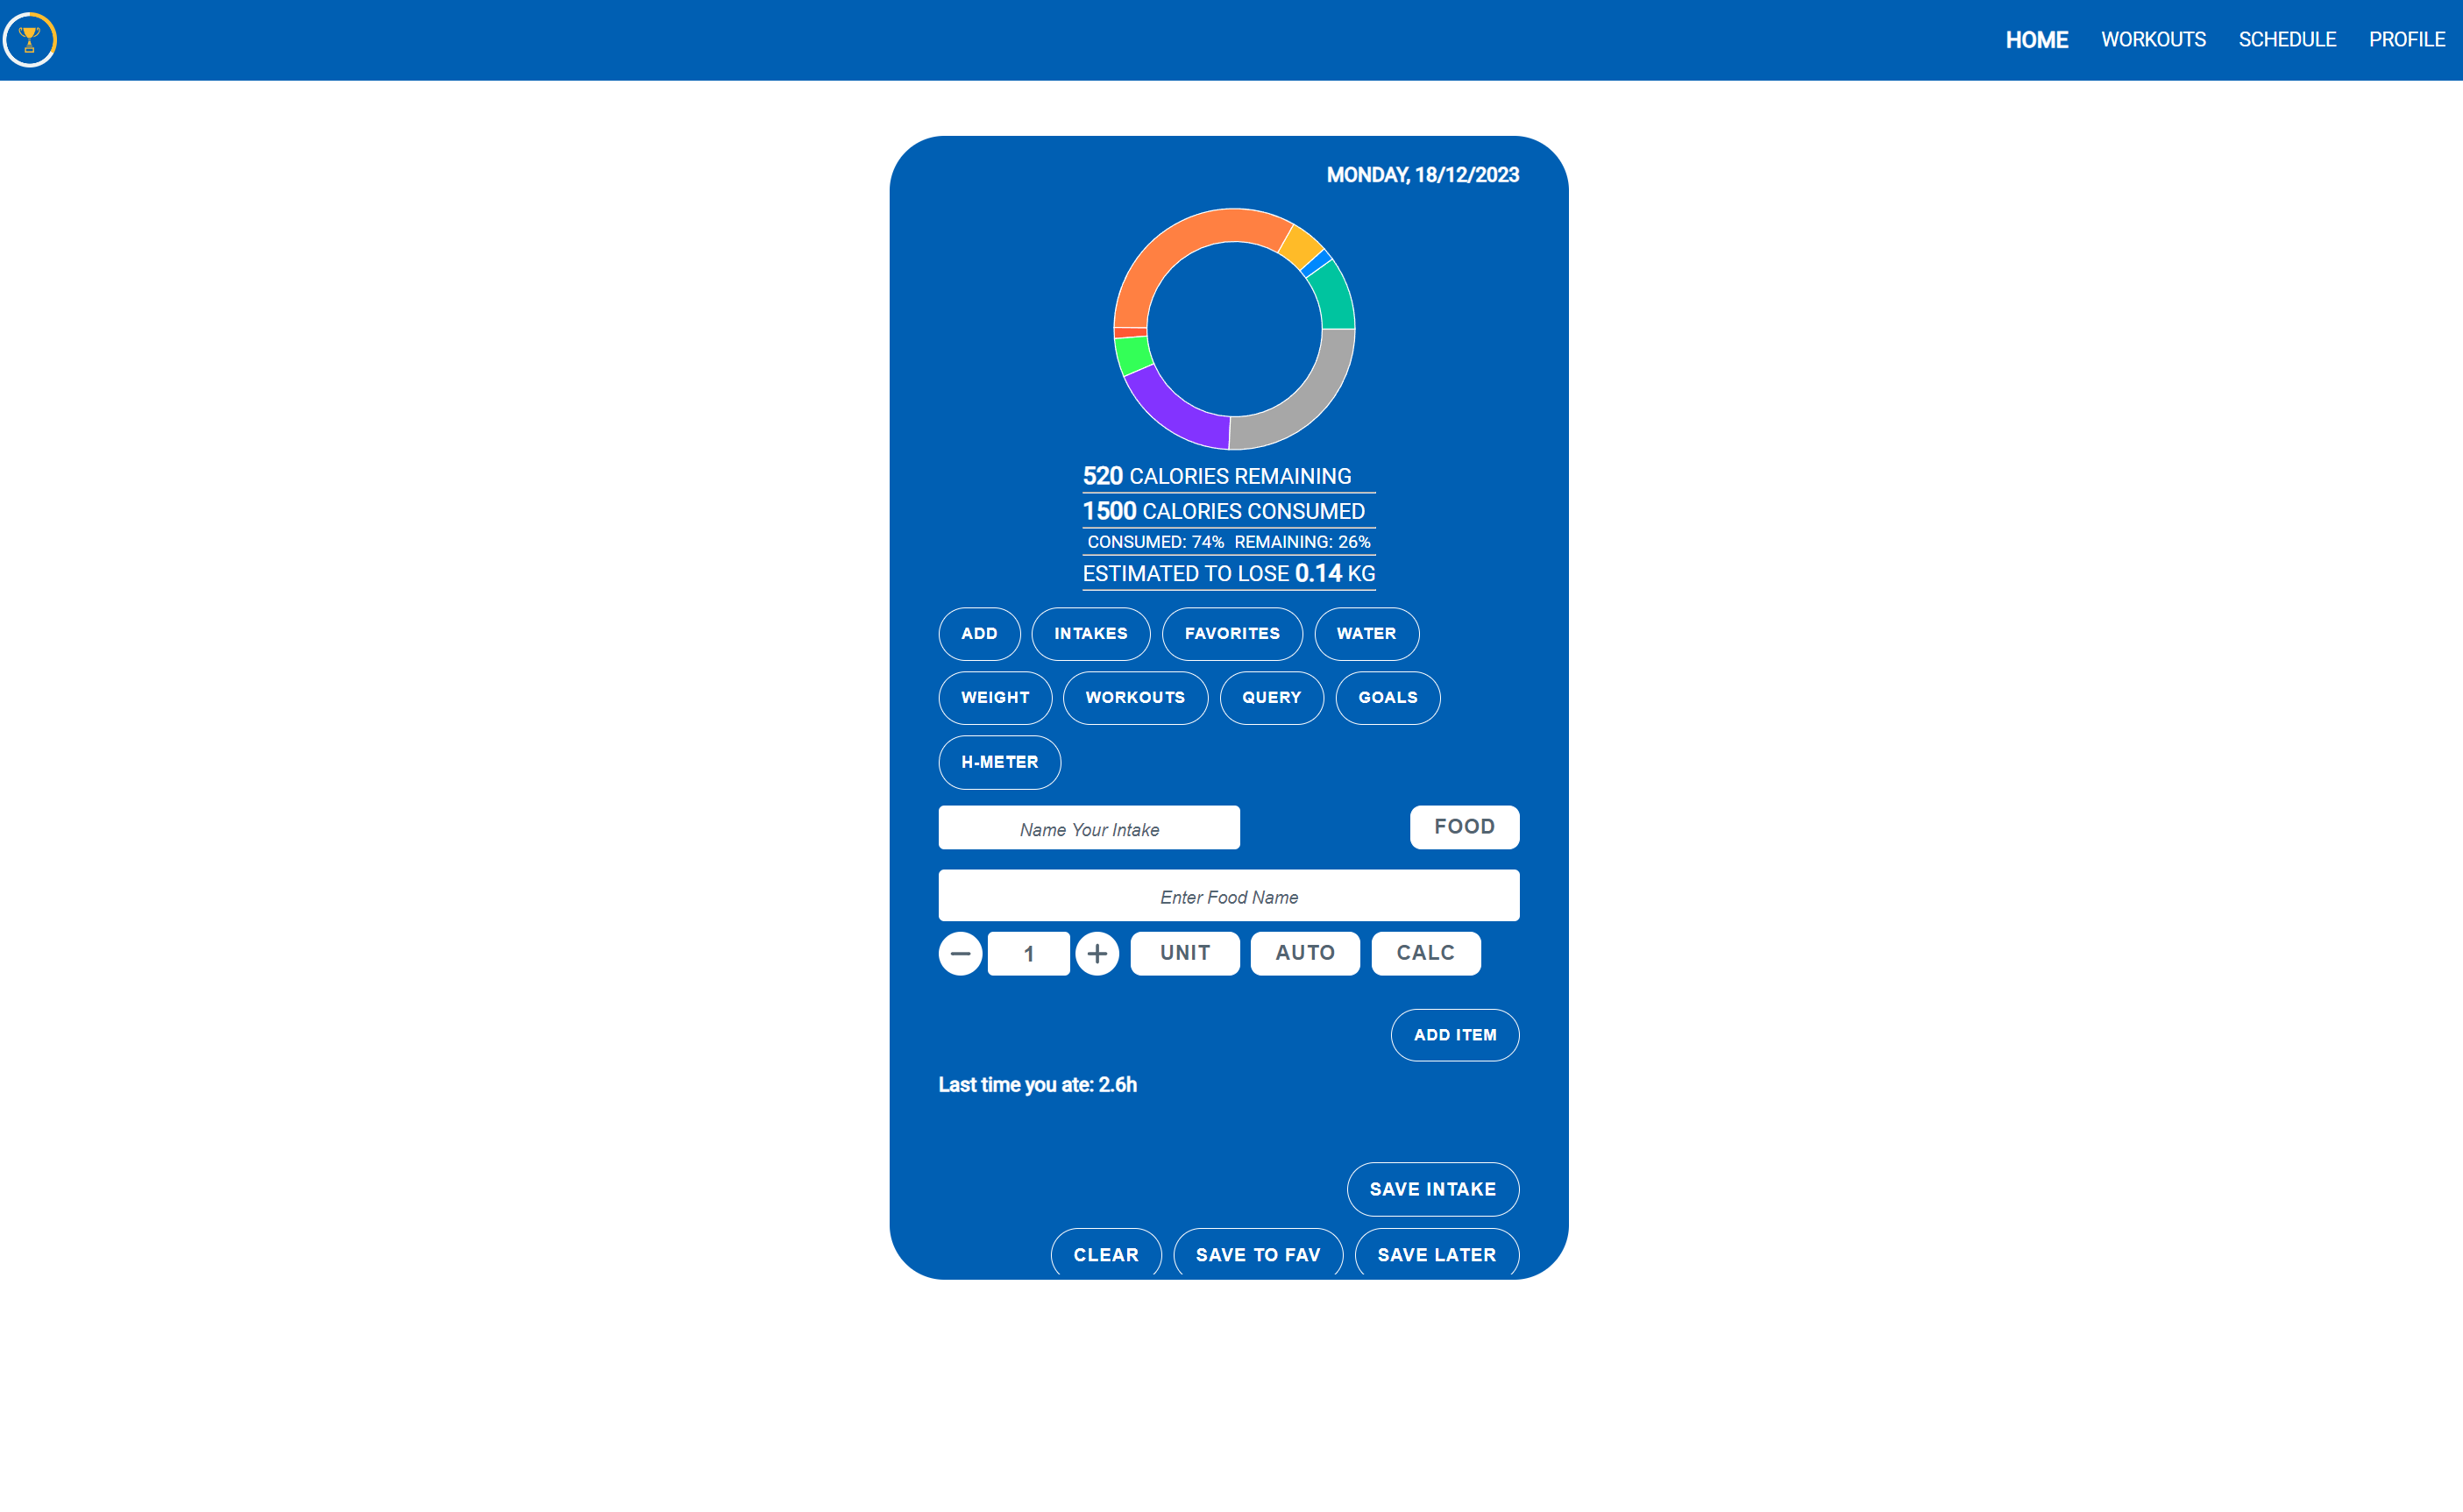 HOME WORKOUTS SCHEDULE PROFILE
MONDAY, 18/12/2023
520 CALORIES REMAINING
1500 CALORIES CONSUMED
CONSUMED: 74% REMAINING: 26%
ESTIMATED TO LOSE 0.14 KG
ADD INTAKES FAVORITES WATER
WEIGHT WORKOUTS QUERY GOALS
H-METER
Name Your Intake FOOD
Enter Food Name
1 UNIT AUTO CALC
ADD ITEM
Last time you ate: 2.6h
SAVE INTAKE
CLEAR SAVE TO FAV SAVE LATER